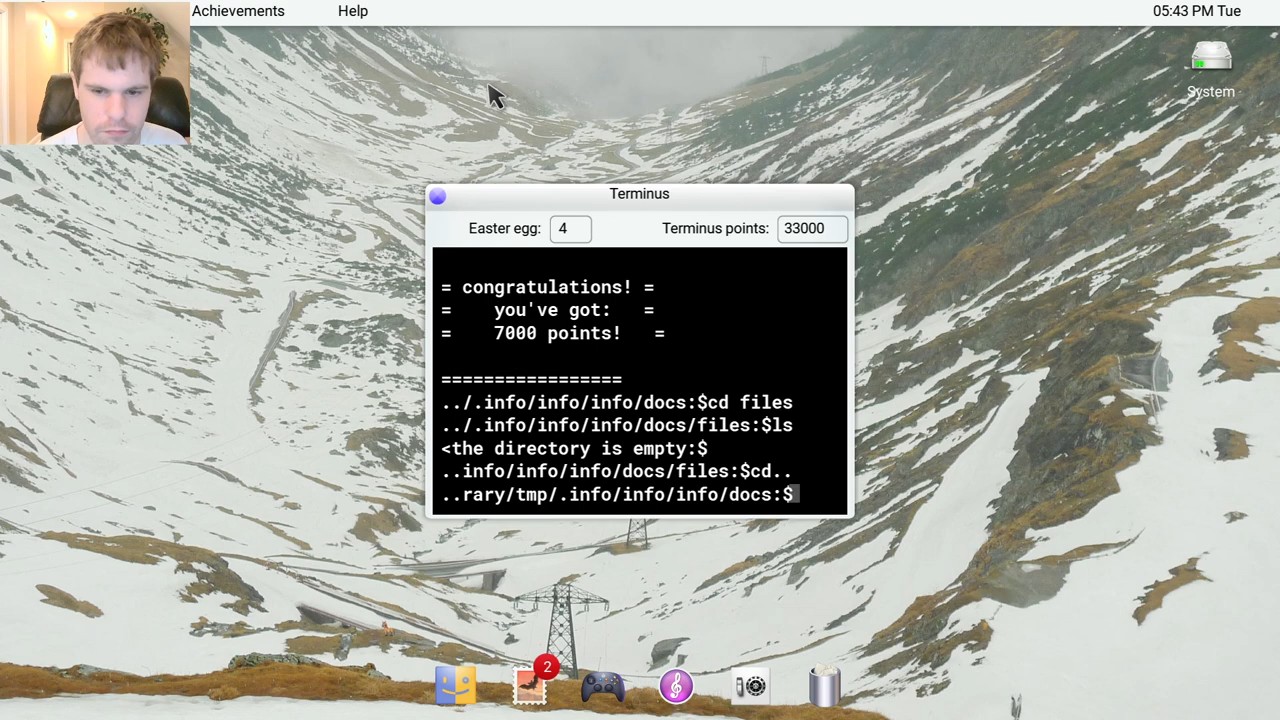 Achievements Help 05:43 PM Tue
System
Terminus
Easter egg: 4 Terminus points: 33000
= congratulations! =
= you've got: =
= 7000 points! =
=================
../.info/info/info/docs:$cd files
../.info/info/info/docs/files:$ls
<the directory is empty:$
..info/info/info/docs/files:$cd..
..rary/tmp/.info/info/info/docs:$
2